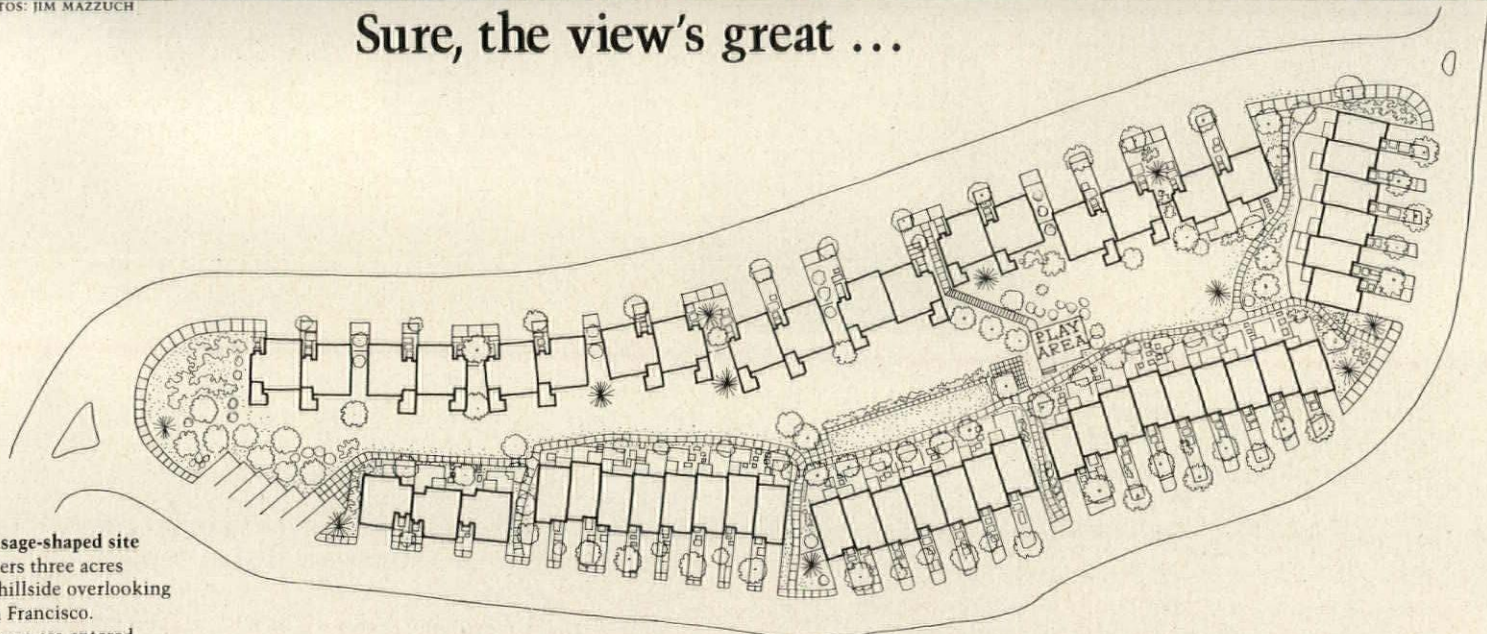 TOS: JIM MAZZUCH
Sure, the view's great ...
PLAY
AREA
sage-shaped site
ers three acres
hillside overlooking
Francisco.